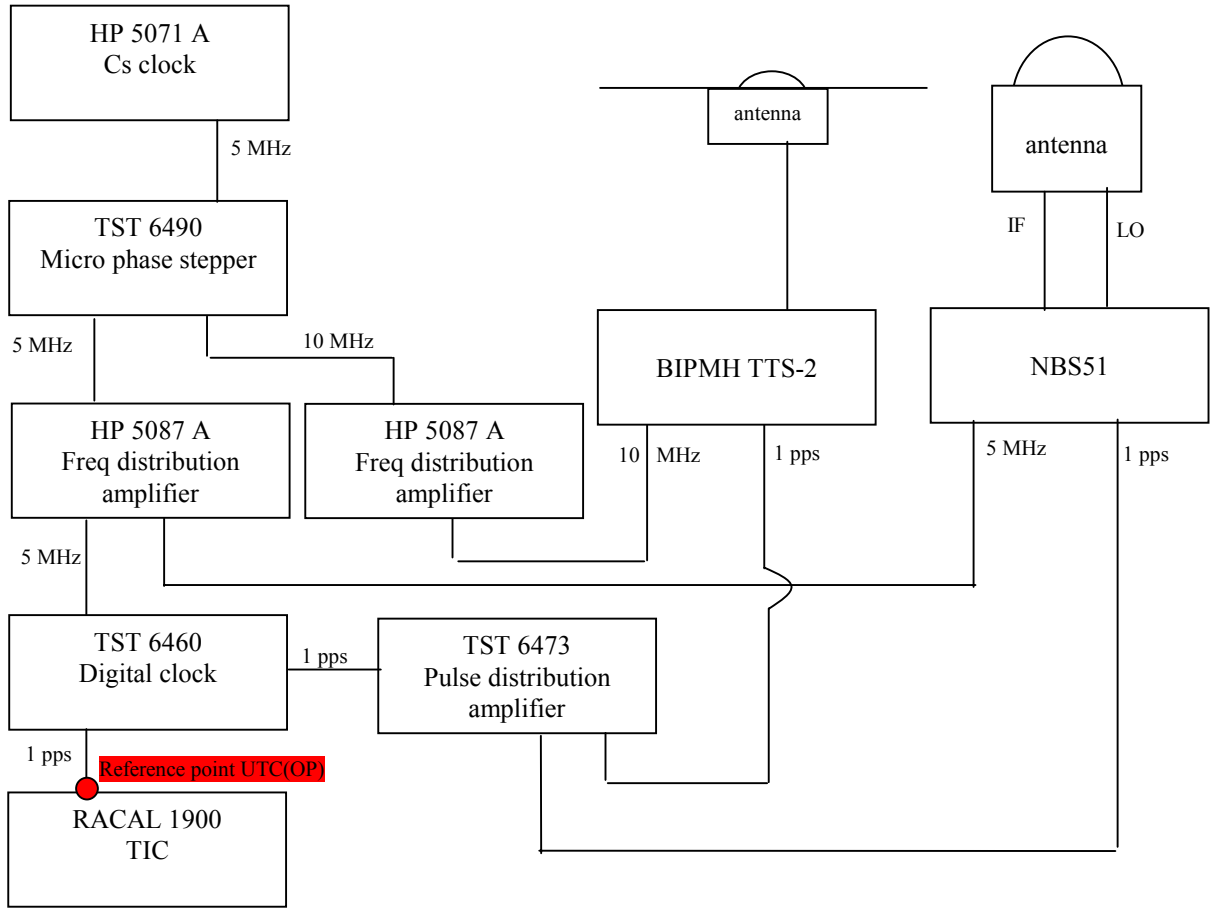 HP 5071 A
Cs clock
5 MHz
TST 6490
Micro phase stepper
5 MHz
10 MHz
HP 5087 A
Freq distribution
amplifier
HP 5087 A
Freq distribution
amplifier
5 MHz
TST 6460
Digital clock
1 pps
TST 6473
Pulse distribution
amplifier
1 pps
Reference point UTC(OP)
RACAL 1900
TIC
antenna
BIPMH TTS-2
10 MHz
1 pps
antenna
IF
LO
NBS51
5 MHz
1 pps